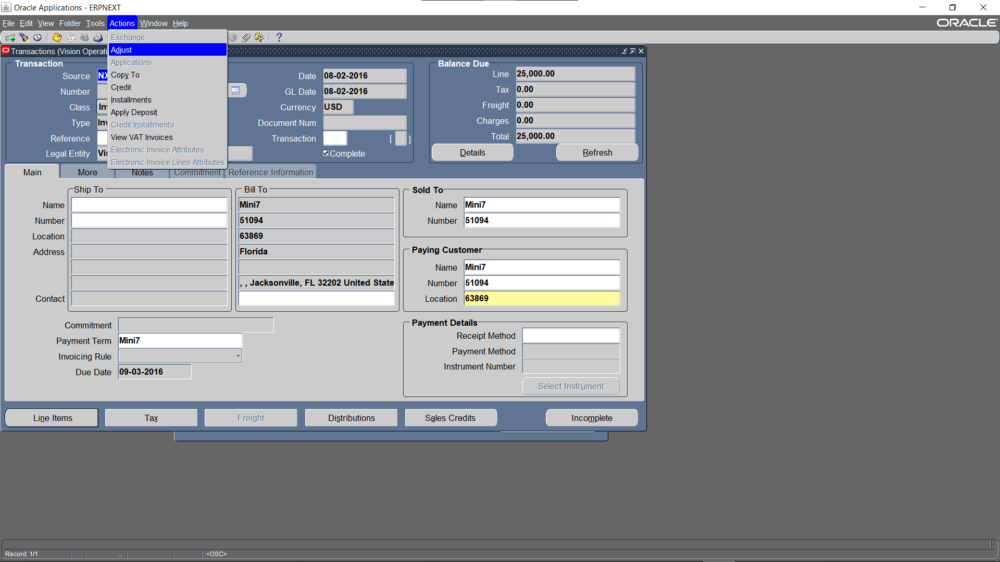 Oracle Applications - ERPNEXT
File Edit View Folder Tools Actions Window Help
ORACLE
Exchange
Adjust
Applications
Copy To
Credit
Installments
Apply Deposit
Credit Installments
View VAT Invoices
Electronic Invoice Attributes
Electronic Invoice Lines Attributes
Transactions (Vision Operati
Transaction
Source NX
Number
Class Inv
Type Inv
Reference
Legal Entity Vis
Date 08-02-2016
GL Date 08-02-2016
Currency USD
Document Num
Transaction [ ]
Complete
Balance Due
Line 25,000.00
Tax 0.00
Freight 0.00
Charges 0.00
Total 25,000.00
Details Refresh
Main More Notes Commitment Reference Information
Ship To
Name
Number
Location
Address
Contact
Bill To
Mini7
51094
63869
Florida
, , Jacksonville, FL 32202 United State
Sold To
Name Mini7
Number 51094
Paying Customer
Name Mini7
Number 51094
Location 63869
Commitment
Payment Term Mini7
Invoicing Rule
Due Date 09-03-2016
Payment Details
Receipt Method
Payment Method
Instrument Number
Select Instrument
Line Items Tax Freight Distributions Sales Credits Incomplete
Record: 1/1 ... <OSC>